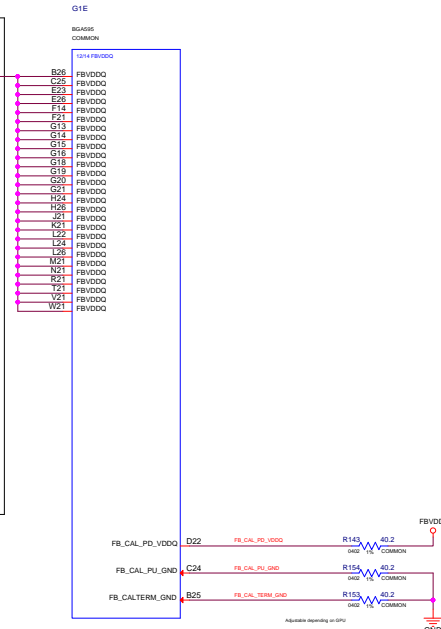 G1E
BGA595
COMMON
12/14 FBVDDQ
B26 FBVDDQ
C25 FBVDDQ
E23 FBVDDQ
E26 FBVDDQ
F14 FBVDDQ
F21 FBVDDQ
G13 FBVDDQ
G14 FBVDDQ
G15 FBVDDQ
G16 FBVDDQ
G18 FBVDDQ
G19 FBVDDQ
G20 FBVDDQ
G21 FBVDDQ
H24 FBVDDQ
H26 FBVDDQ
J21 FBVDDQ
K21 FBVDDQ
L22 FBVDDQ
L24 FBVDDQ
L26 FBVDDQ
M21 FBVDDQ
N21 FBVDDQ
R21 FBVDDQ
T21 FBVDDQ
V21 FBVDDQ
W21 FBVDDQ
FBVDD
FB_CAL_PD_VDDQ D22 FB_CAL_PD_VDDQ R143 40.2
0402 1% COMMON
FB_CAL_PU_GND C24 FB_CAL_PU_GND R154 40.2
0402 1% COMMON
FB_CALTERM_GND B25 FB_CAL_TERM_GND R153 40.2
0402 1% COMMON
Adjustable depending on GPU
GND